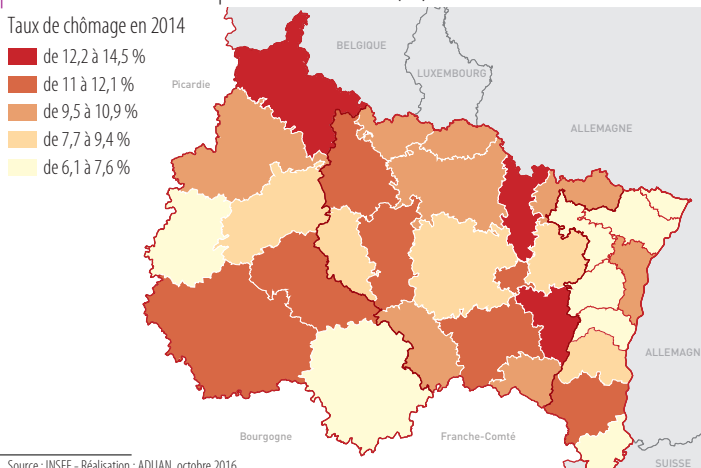 Taux de chômage en 2014
de 12,2 à 14,5 %
de 11 à 12,1 %
de 9,5 à 10,9 %
de 7,7 à 9,4 %
de 6,1 à 7,6 %
BELGIQUE
LUXEMBOURG
Picardie
ALLEMAGNE
ALLEMAGN
Bourgogne
Franche-Comté
SUISSE
Source : INSEE - Réalisation : ADUAN, octobre 2016